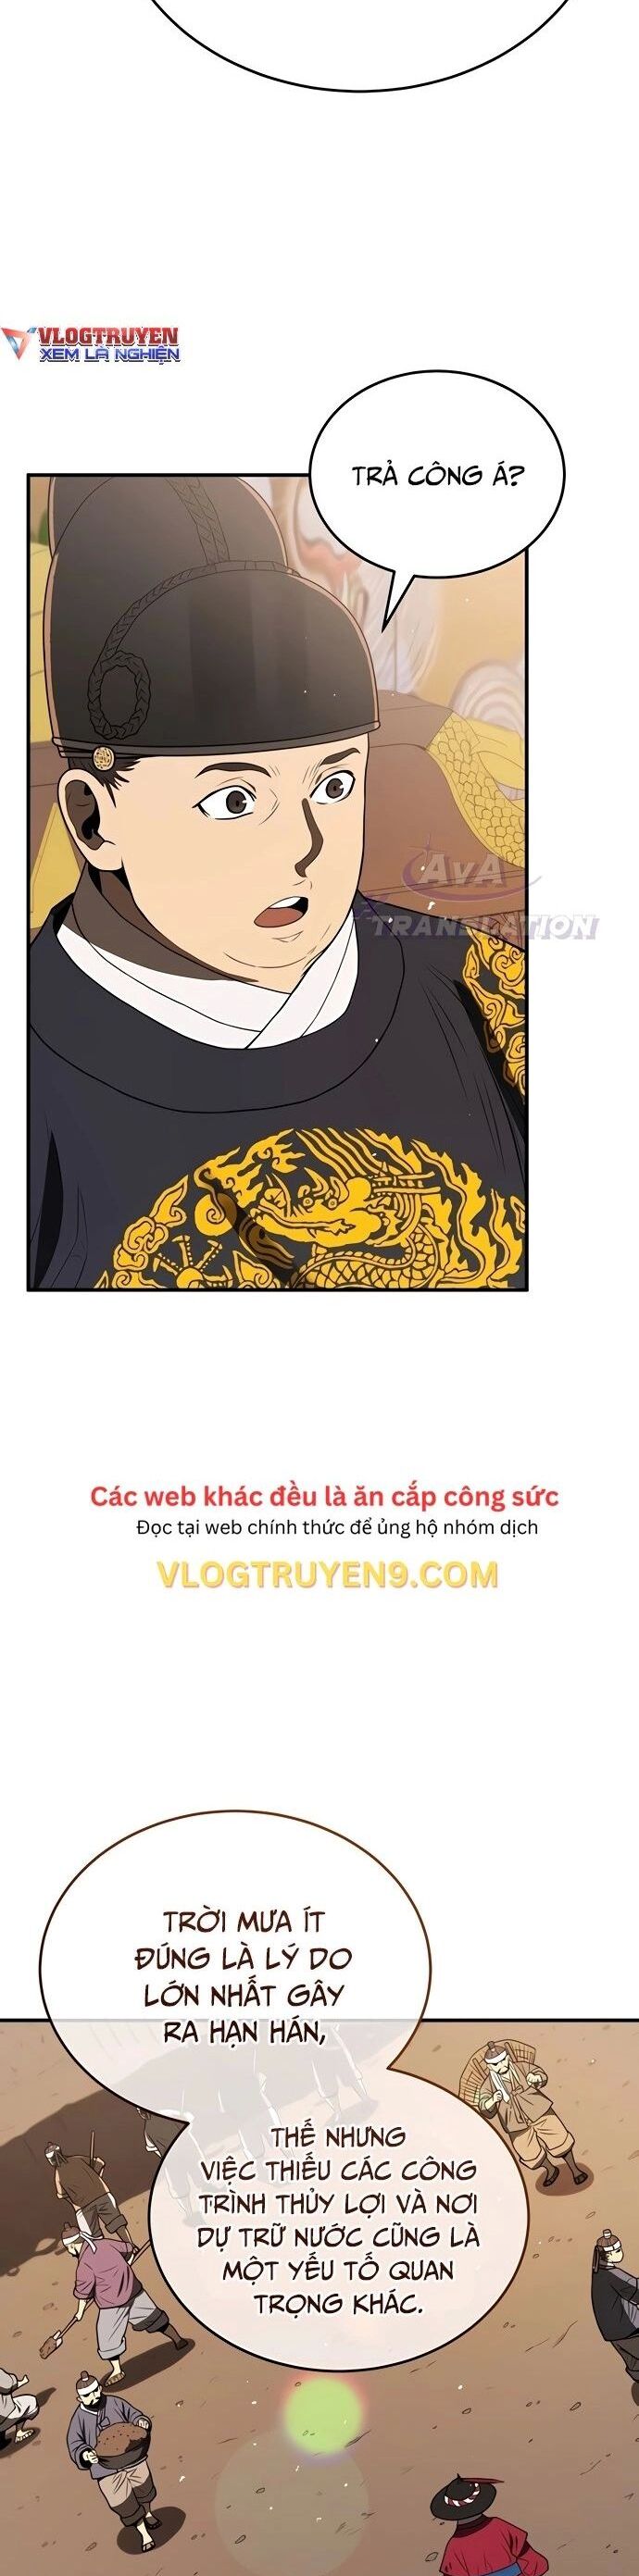 VLOGTRUYEN
XEM LÀ NGHIỆN
TRẢ CÔNG Á?
AVA
TRANSLATION
Các web khác đều là ăn cắp công sức
Đọc tại web chính thức để ủng hộ nhóm dịch
VLOGTRUYEN9.COM
TRỜI MƯA ÍT
ĐÚNG LÀ LÝ DO
LỚN NHẤT GÂY
RA HẠN HÁN,
THẾ NHƯNG
VIỆC THIẾU CÁC CÔNG
TRÌNH THỦY LỢI VÀ NƠI
DỰ TRỮ NƯỚC CŨNG LÀ
MỘT YẾU TỐ QUAN
TRỌNG KHÁC.